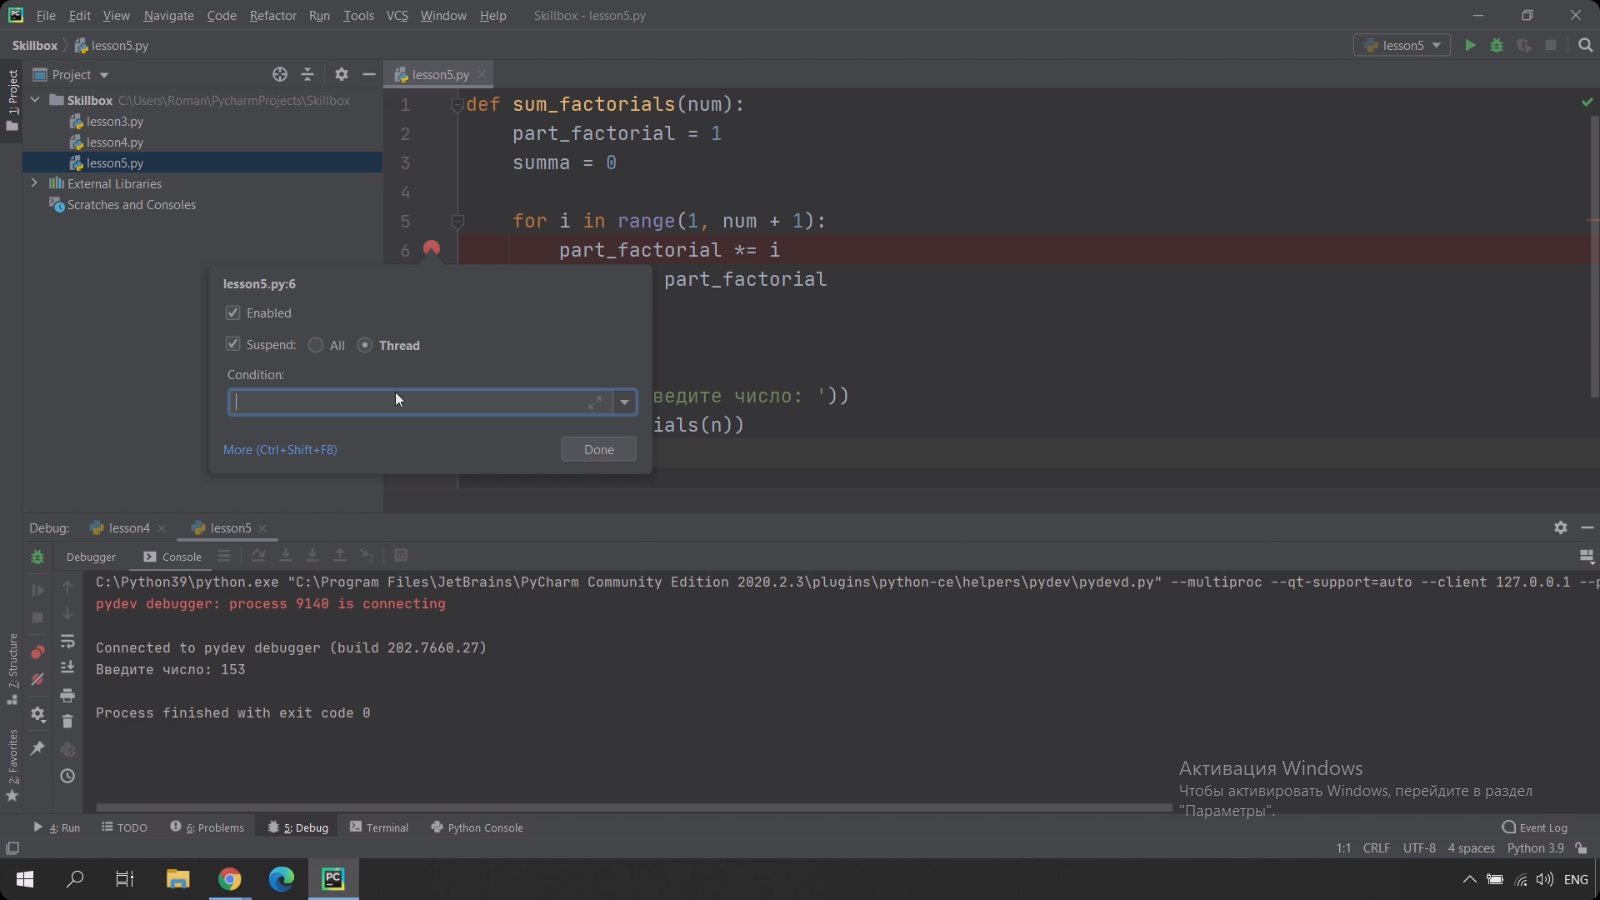 File Edit View Navigate Code Refactor Run Tools VCS Window Help Skillbox - lesson5.py
Skillbox lesson5.py lesson5
1: Project
Project
Skillbox C:\Users\Roman\PycharmProjects\Skillbox
lesson3.py
lesson4.py
lesson5.py
External Libraries
Scratches and Consoles
lesson5.py
1 def sum_factorials(num):
2 part_factorial = 1
3 summa = 0
4
5 for i in range(1, num + 1):
6 part_factorial *= i
part_factorial
ведите число: '))
ials(n))
lesson5.py:6
Enabled
Suspend: All Thread
Condition:
More (Ctrl+Shift+F8) Done
Debug: lesson4 lesson5
Debugger Console
C:\Python39\python.exe "C:\Program Files\JetBrains\PyCharm Community Edition 2020.2.3\plugins\python-ce\helpers\pydev\pydevd.py" --multiproc --qt-support=auto --client 127.0.0.1 --p
pydev debugger: process 9140 is connecting
Connected to pydev debugger (build 202.7660.27)
Введите число: 153
Process finished with exit code 0
Z: Structure
2: Favorites
Активация Windows
Чтобы активировать Windows, перейдите в раздел
"Параметры".
4: Run TODO 6: Problems 5: Debug Terminal Python Console Event Log
1:1 CRLF UTF-8 4 spaces Python 3.9
PC
ENG